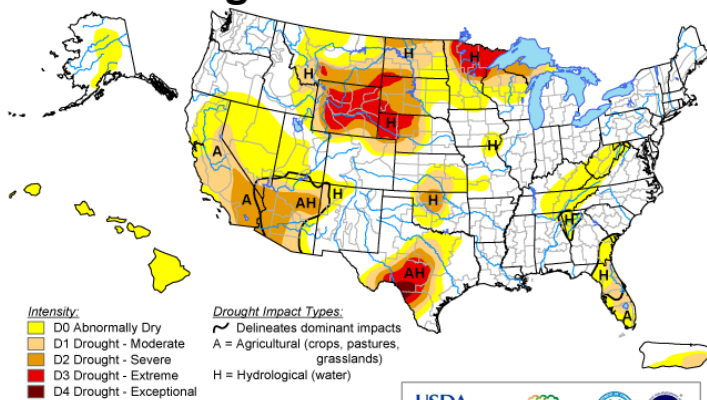 H
H
H
H
H
A
A
AH
H
H
AH
H
H
A
Intensity:
D0 Abnormally Dry
D1 Drought - Moderate
D2 Drought - Severe
D3 Drought - Extreme
D4 Drought - Exceptional
Drought Impact Types:
Delineates dominant impacts
A = Agricultural (crops, pastures,
grasslands)
H = Hydrological (water)
USDA